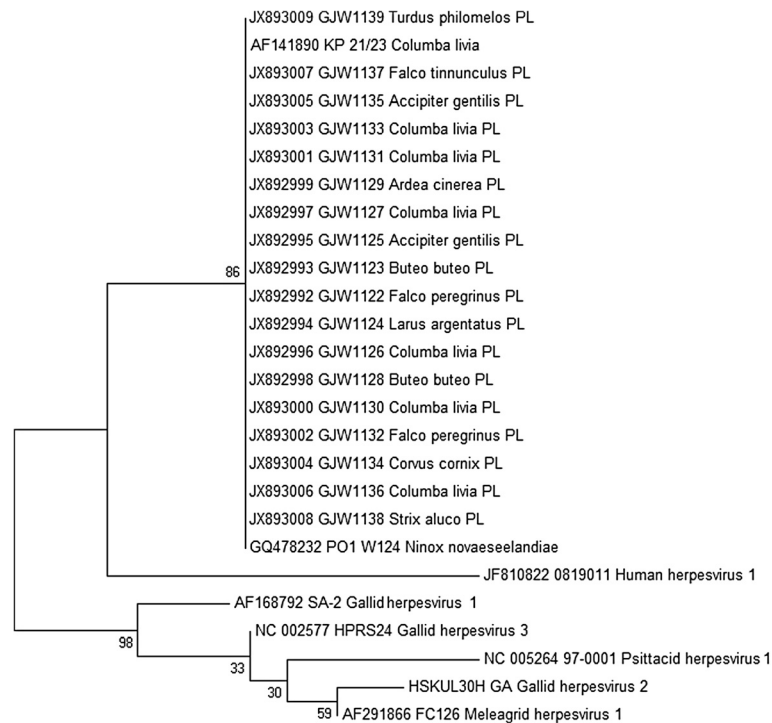 JX893009 GJW1139 Turdus philomelos PL
AF141890 KP 21/23 Columba livia
JX893007 GJW1137 Falco tinnunculus PL
JX893005 GJW1135 Accipiter gentilis PL
JX893003 GJW1133 Columba livia PL
JX893001 GJW1131 Columba livia PL
JX892999 GJW1129 Ardea cinerea PL
JX892997 GJW1127 Columba livia PL
JX892995 GJW1125 Accipiter gentilis PL
86 JX892993 GJW1123 Buteo buteo PL
JX892992 GJW1122 Falco peregrinus PL
JX892994 GJW1124 Larus argentatus PL
JX892996 GJW1126 Columba livia PL
JX892998 GJW1128 Buteo buteo PL
JX893000 GJW1130 Columba livia PL
JX893002 GJW1132 Falco peregrinus PL
JX893004 GJW1134 Corvus cornix PL
JX893006 GJW1136 Columba livia PL
JX893008 GJW1138 Strix aluco PL
GQ478232 PO1 W124 Ninox novaeseelandiae
JF810822 0819011 Human herpesvirus 1
AF168792 SA-2 Gallid herpesvirus 1
98
NC 002577 HPRS24 Gallid herpesvirus 3
33
NC 005264 97-0001 Psittacid herpesvirus 1
30
HSKUL30H GA Gallid herpesvirus 2
59 AF291866 FC126 Meleagrid herpesvirus 1